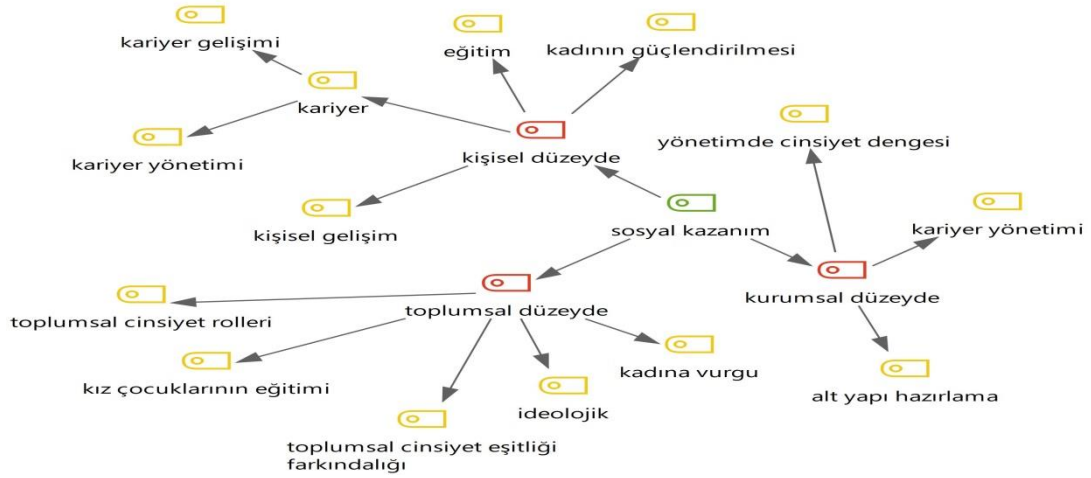 kariyer gelişimi
eğitim
kadının güçlendirilmesi
kariyer
kariyer yönetimi
kişisel düzeyde
yönetimde cinsiyet dengesi
kişisel gelişim
sosyal kazanım
kariyer yönetimi
kurumsal düzeyde
toplumsal düzeyde
toplumsal cinsiyet rolleri
kız çocuklarının eğitimi
kadına vurgu
alt yapı hazırlama
ideolojik
toplumsal cinsiyet eşitliği
farkındalığı